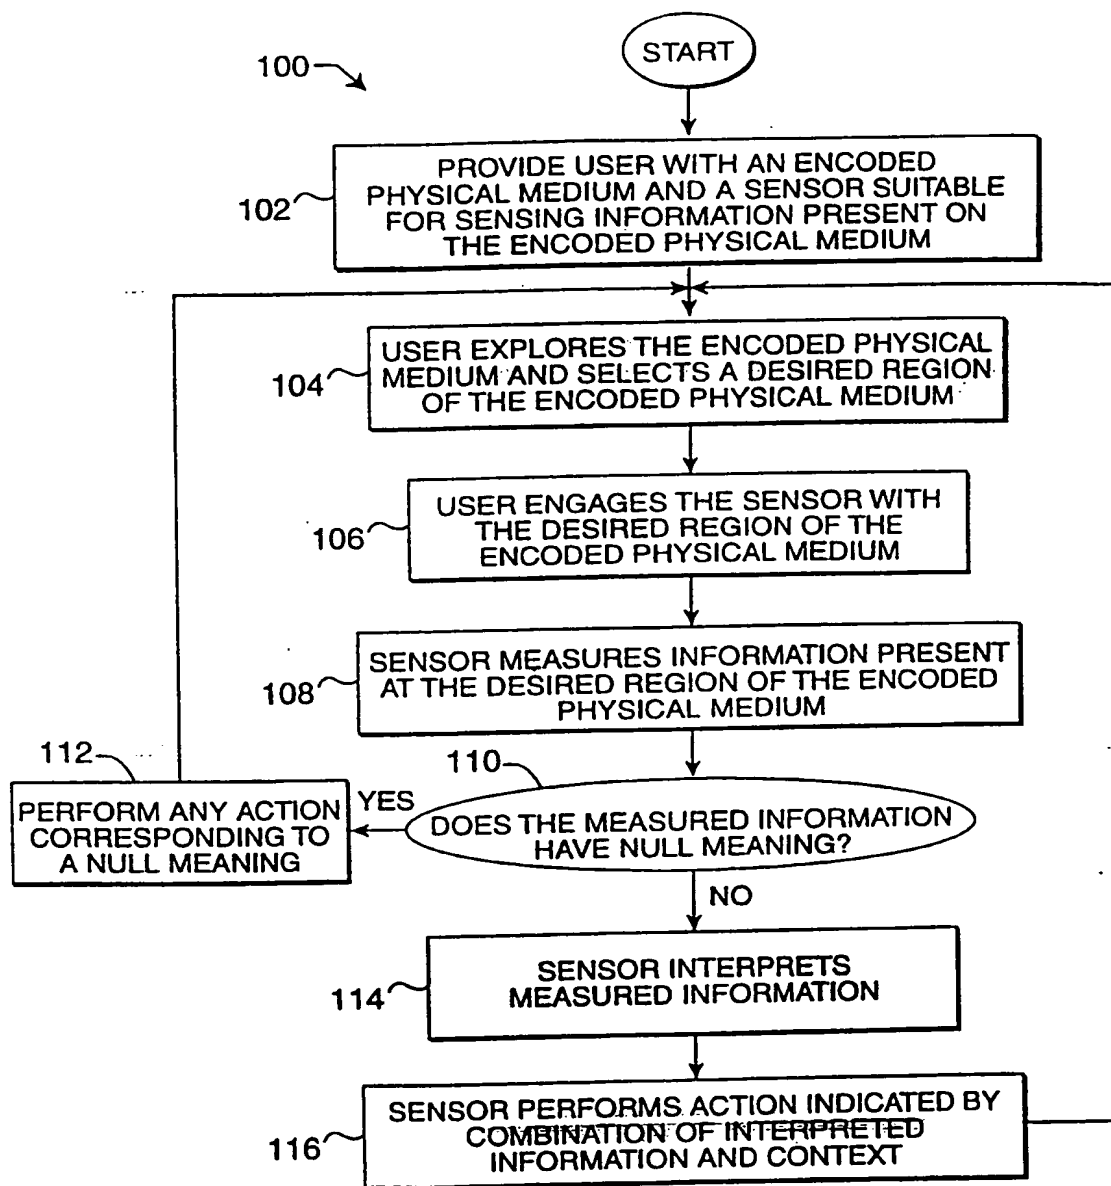 START
100
PROVIDE USER WITH AN ENCODED
PHYSICAL MEDIUM AND A SENSOR SUITABLE
FOR SENSING INFORMATION PRESENT ON
THE ENCODED PHYSICAL MEDIUM
102
USER EXPLORES THE ENCODED PHYSICAL
MEDIUM AND SELECTS A DESIRED REGION
OF THE ENCODED PHYSICAL MEDIUM
104
USER ENGAGES THE SENSOR WITH
THE DESIRED REGION OF THE
ENCODED PHYSICAL MEDIUM
106
SENSOR MEASURES INFORMATION PRESENT
AT THE DESIRED REGION OF THE ENCODED
PHYSICAL MEDIUM
108
112
PERFORM ANY ACTION
CORRESPONDING TO
A NULL MEANING
YES
110
DOES THE MEASURED INFORMATION
HAVE NULL MEANING?
NO
SENSOR INTERPRETS
MEASURED INFORMATION
114
SENSOR PERFORMS ACTION INDICATED BY
COMBINATION OF INTERPRETED
INFORMATION AND CONTEXT
116